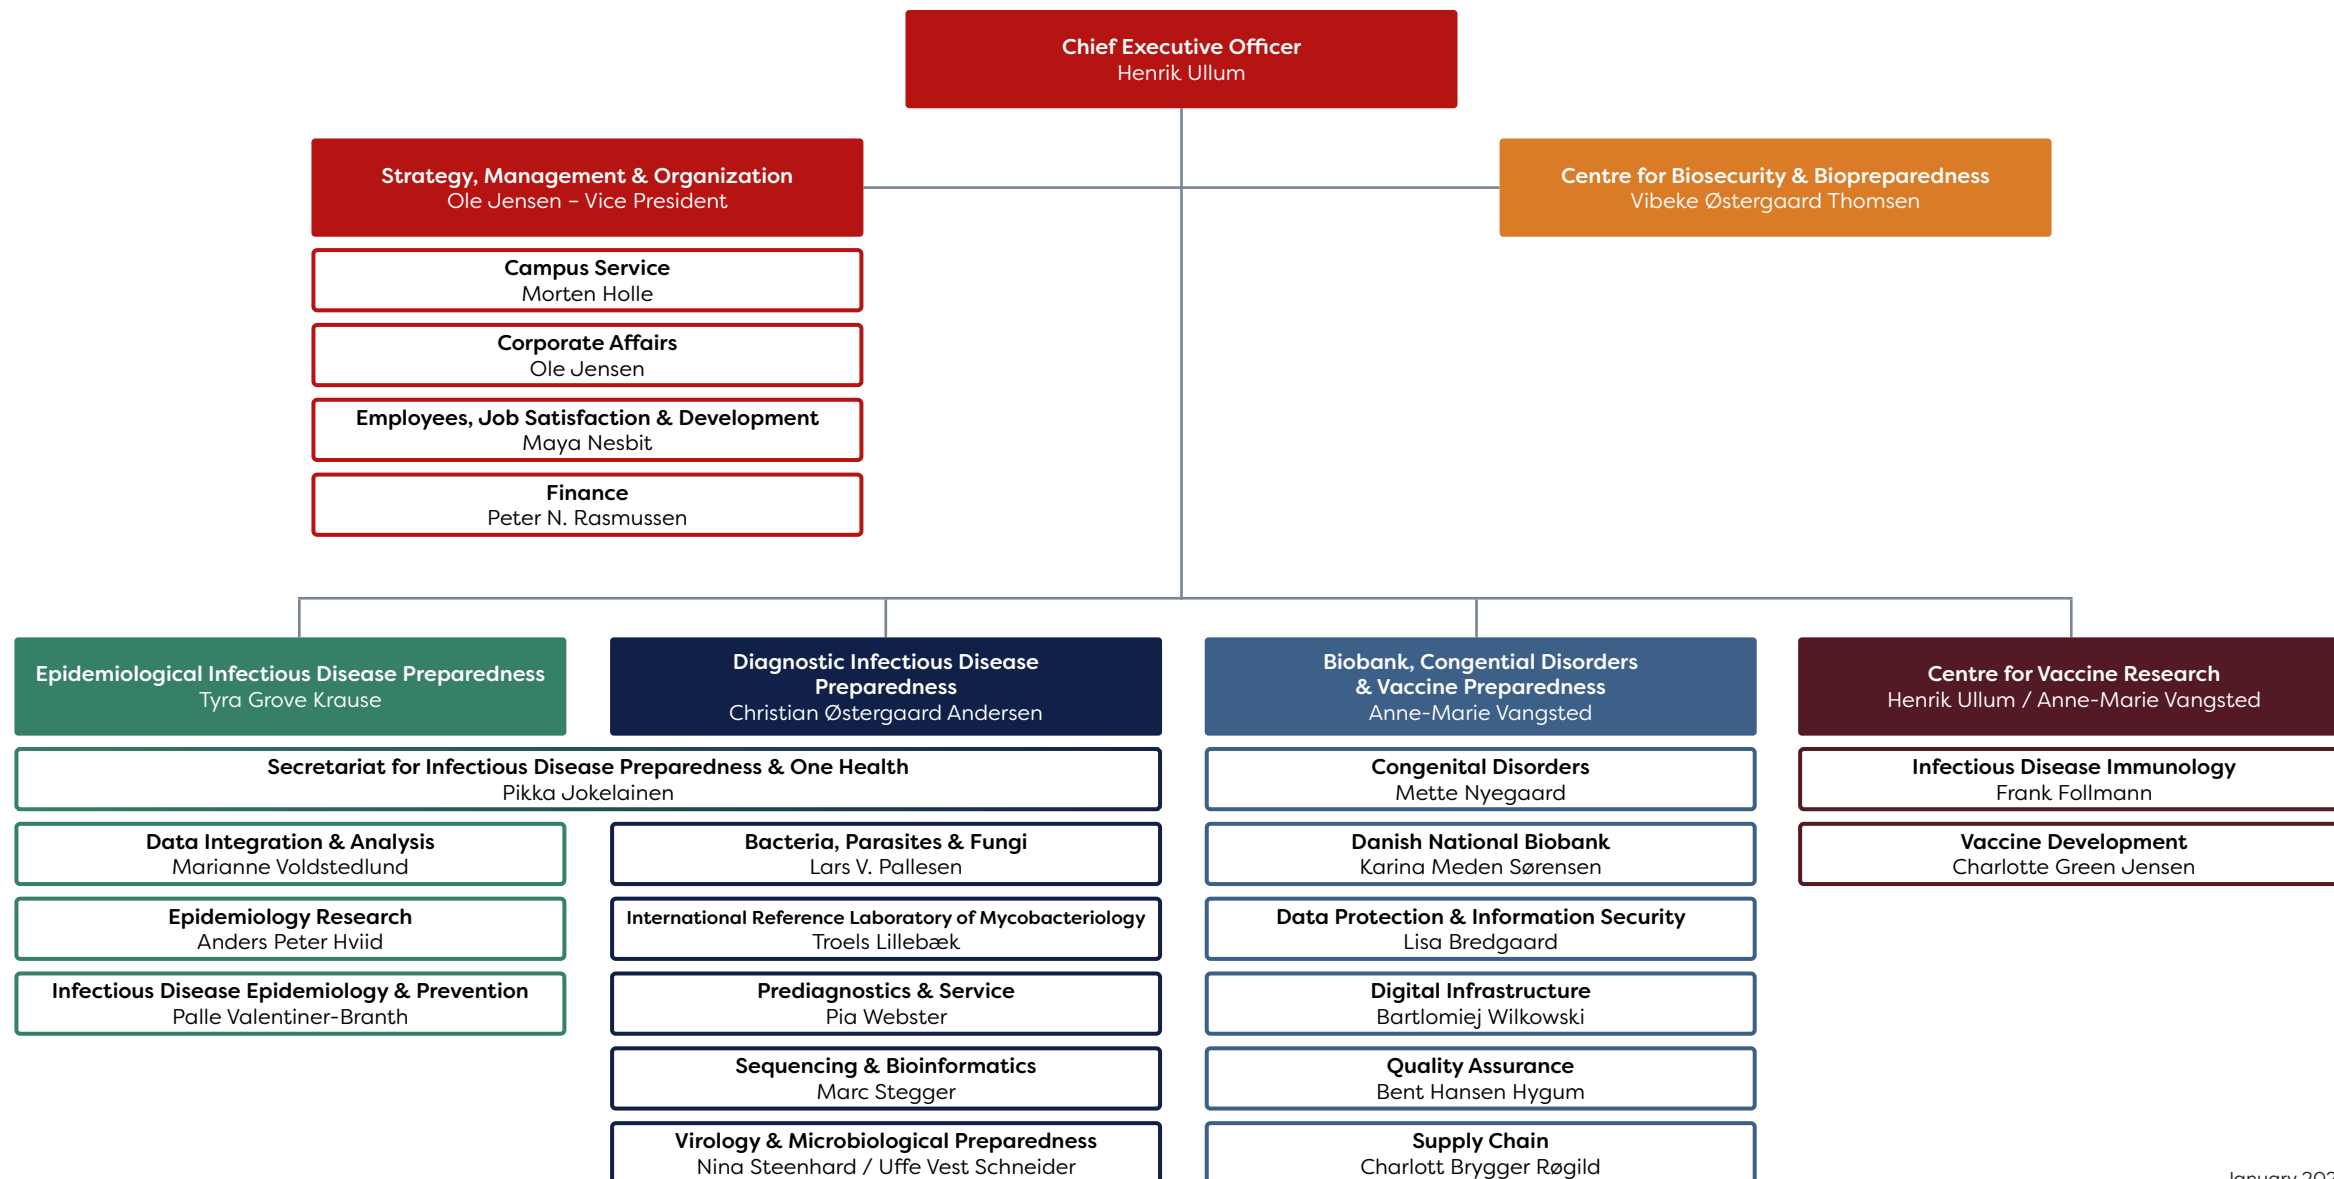 Chief Executive Officer
Henrik Ullum
Strategy, Management & Organization
Ole Jensen – Vice President
Centre for Biosecurity & Biopreparedness
Vibeke Østergaard Thomsen
Campus Service
Morten Holle
Corporate Affairs
Ole Jensen
Employees, Job Satisfaction & Development
Maya Nesbit
Finance
Peter N. Rasmussen
Epidemiological Infectious Disease Preparedness
Tyra Grove Krause
Diagnostic Infectious Disease
Preparedness
Christian Østergaard Andersen
Biobank, Congential Disorders
& Vaccine Preparedness
Anne-Marie Vangsted
Centre for Vaccine Research
Henrik Ullum / Anne-Marie Vangsted
Secretariat for Infectious Disease Preparedness & One Health
Pikka Jokelainen
Data Integration & Analysis
Marianne Voldstedlund
Epidemiology Research
Anders Peter Hviid
Infectious Disease Epidemiology & Prevention
Palle Valentiner-Branth
Bacteria, Parasites & Fungi
Lars V. Pallesen
International Reference Laboratory of Mycobacteriology
Troels Lillebæk
Prediagnostics & Service
Pia Webster
Sequencing & Bioinformatics
Marc Stegger
Virology & Microbiological Preparedness
Nina Steenhard / Uffe Vest Schneider
Congenital Disorders
Mette Nyegaard
Danish National Biobank
Karina Meden Sørensen
Data Protection & Information Security
Lisa Bredgaard
Digital Infrastructure
Bartlomiej Wilkowski
Quality Assurance
Bent Hansen Hygum
Supply Chain
Charlott Brygger Røgild
Infectious Disease Immunology
Frank Follmann
Vaccine Development
Charlotte Green Jensen
January